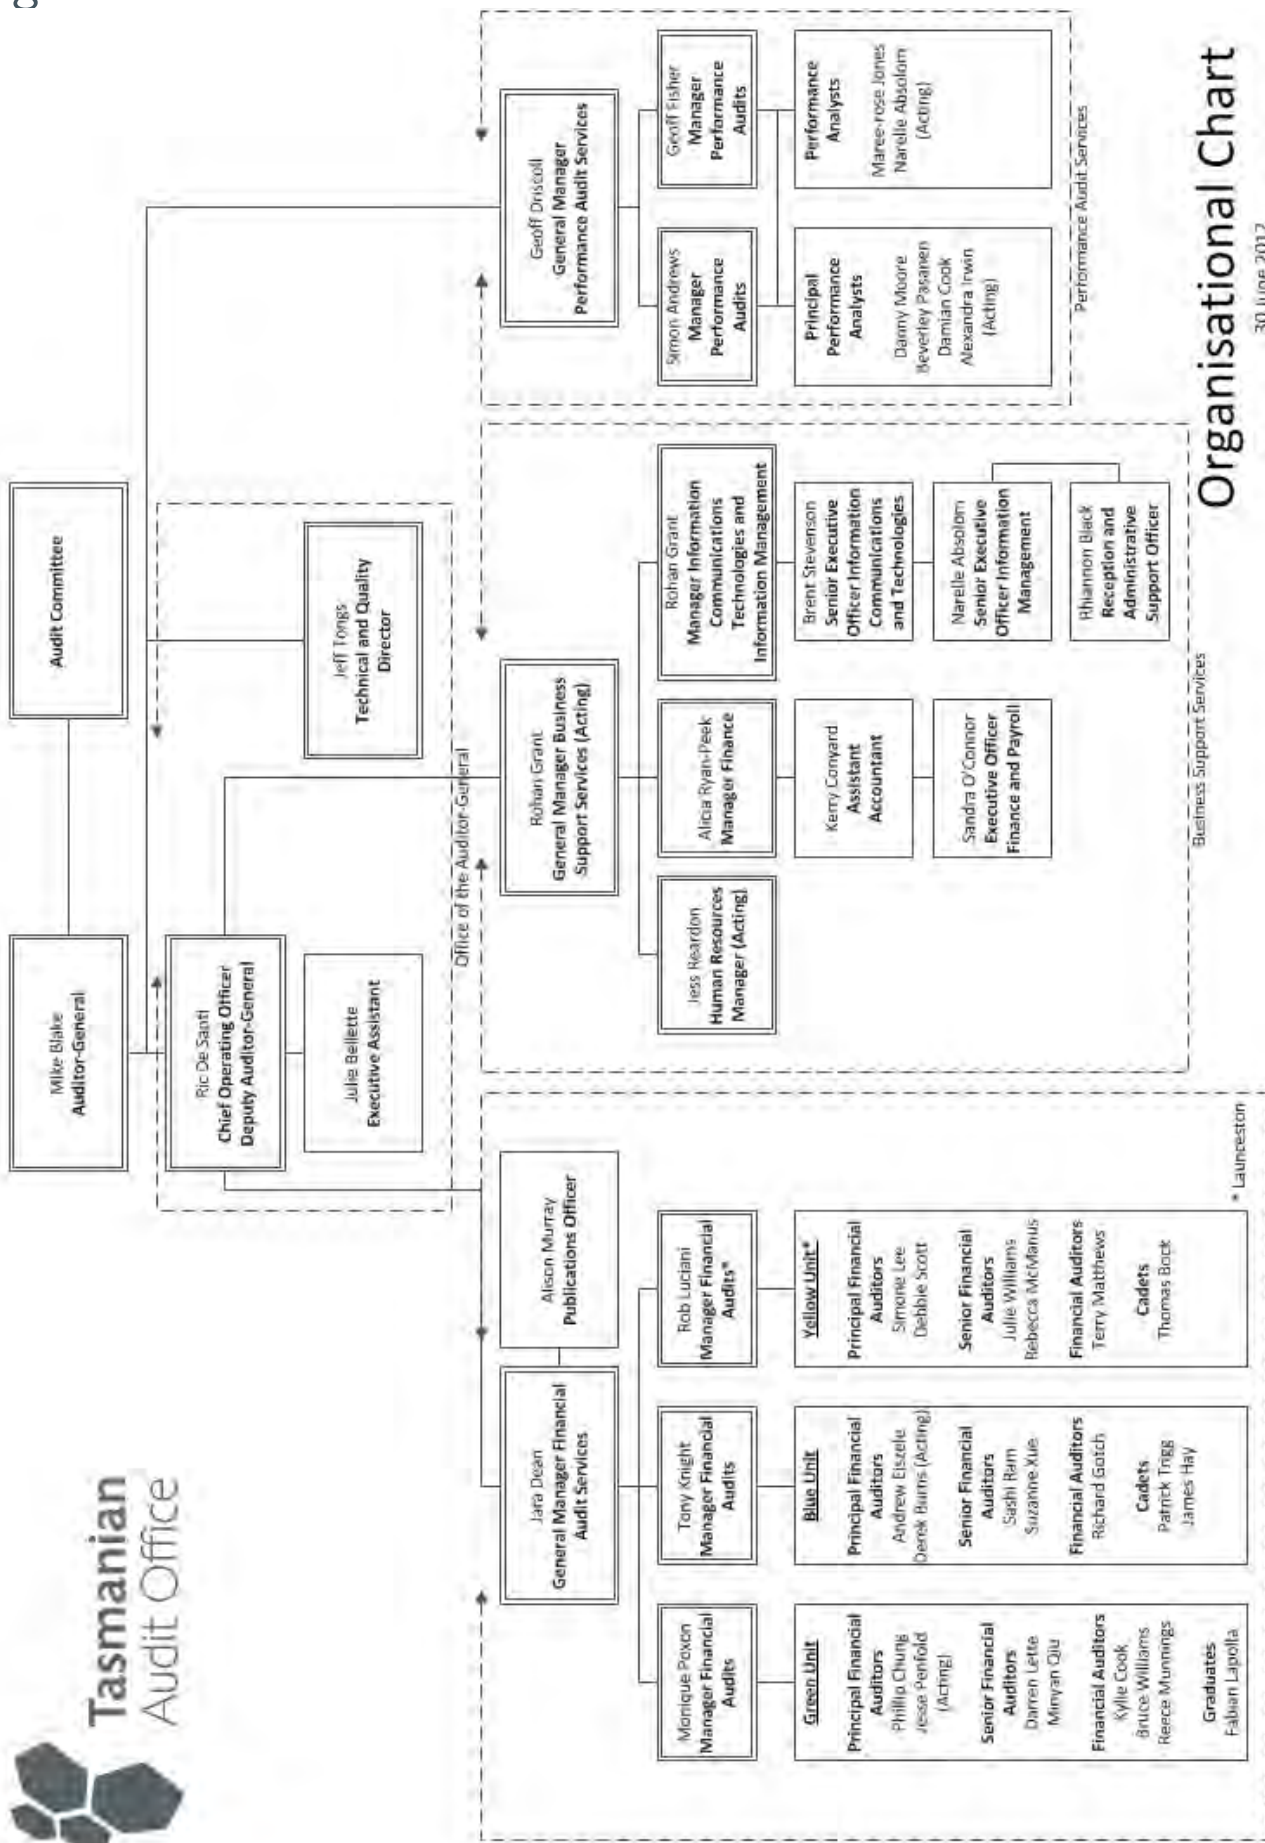 Tasmanian
Audit Office
Mike Blake
Auditor-General
Audit Committee
Ric De Santi
Chief Operating Officer
Deputy Auditor-General
Julie Bellette
Executive Assistant
Jeff Tongs
Technical and Quality
Director
Office of the Auditor-General
Jara Dean
General Manager Financial
Audit Services
Alison Murray
Publications Officer
Monique Poxon
Manager Financial
Audits
Tony Knight
Manager Financial
Audits
Rob Luciani
Manager Financial
Audits*
Green Unit
Principal Financial
Auditors
Phillip Chung
Jesse Penfold
(Acting)
Senior Financial
Auditors
Darren Lette
Minyan Qiu
Financial Auditors
Kylie Cook
Bruce Williams
Reece Munnings
Graduates
Fabian Lapolla
Blue Unit
Principal Financial
Auditors
Andrew Eiszele
Derek Burns (Acting)
Senior Financial
Auditors
Sashi Ram
Suzanne Xue
Financial Auditors
Richard Gotch
Cadets
Patrick Trigg
James Hay
Yellow Unit*
Principal Financial
Auditors
Simone Lee
Debbie Scott
Senior Financial
Auditors
Julie Williams
Rebecca McManus
Financial Auditors
Terry Matthews
Cadets
Thomas Bock
* Launceston
Rohan Grant
General Manager Business
Support Services (Acting)
Jess Reardon
Human Resources
Manager (Acting)
Alicia Ryan-Peek
Manager Finance
Kerry Conyard
Assistant
Accountant
Sandra O'Connor
Executive Officer
Finance and Payroll
Rohan Grant
Manager Information
Communications
Technologies and
Information Management
Brent Stevenson
Senior Executive
Officer Information
Communications
and Technologies
Narelle Absolom
Senior Executive
Officer Information
Management
Rhiannon Black
Reception and
Administrative
Support Officer
Business Support Services
Geoff Driscoll
General Manager
Performance Audit Services
Simon Andrews
Manager
Performance
Audits
Geoff Fisher
Manager
Performance
Audits
Principal
Performance
Analysts
Danny Moore
Beverley Pasanen
Damian Cook
Alexandra Irwin
(Acting)
Performance
Analysts
Maree-rose Jones
Narelle Absolom
(Acting)
Performance Audit Services
Organisational Chart
30 June 2012